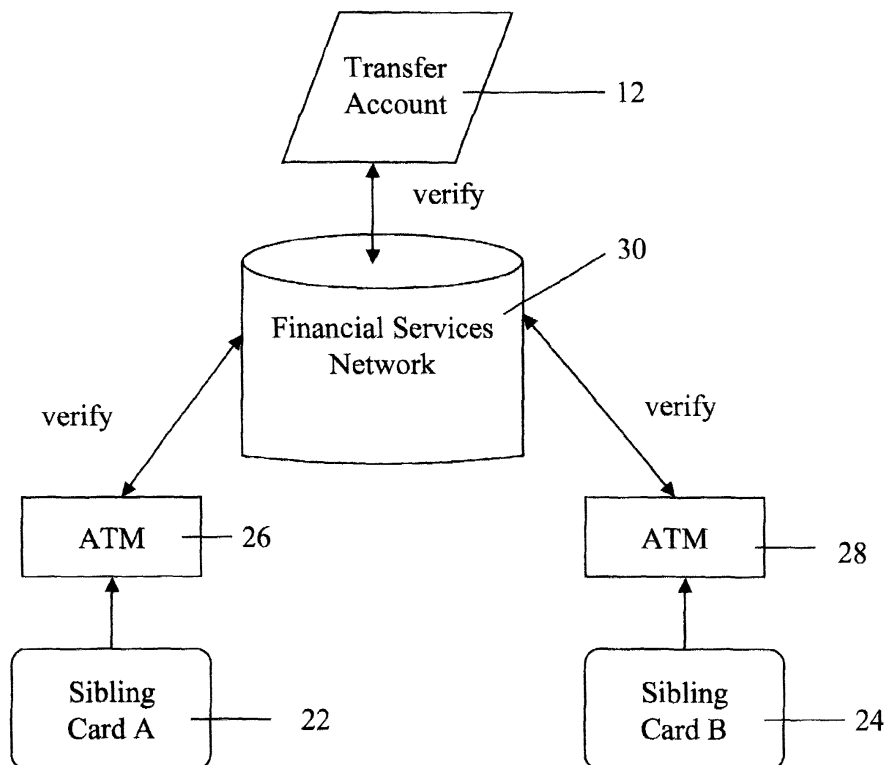 Transfer
Account
12
verify
30
Financial Services
Network
verify
verify
ATM
26
ATM
28
Sibling
Card A
22
Sibling
Card B
24